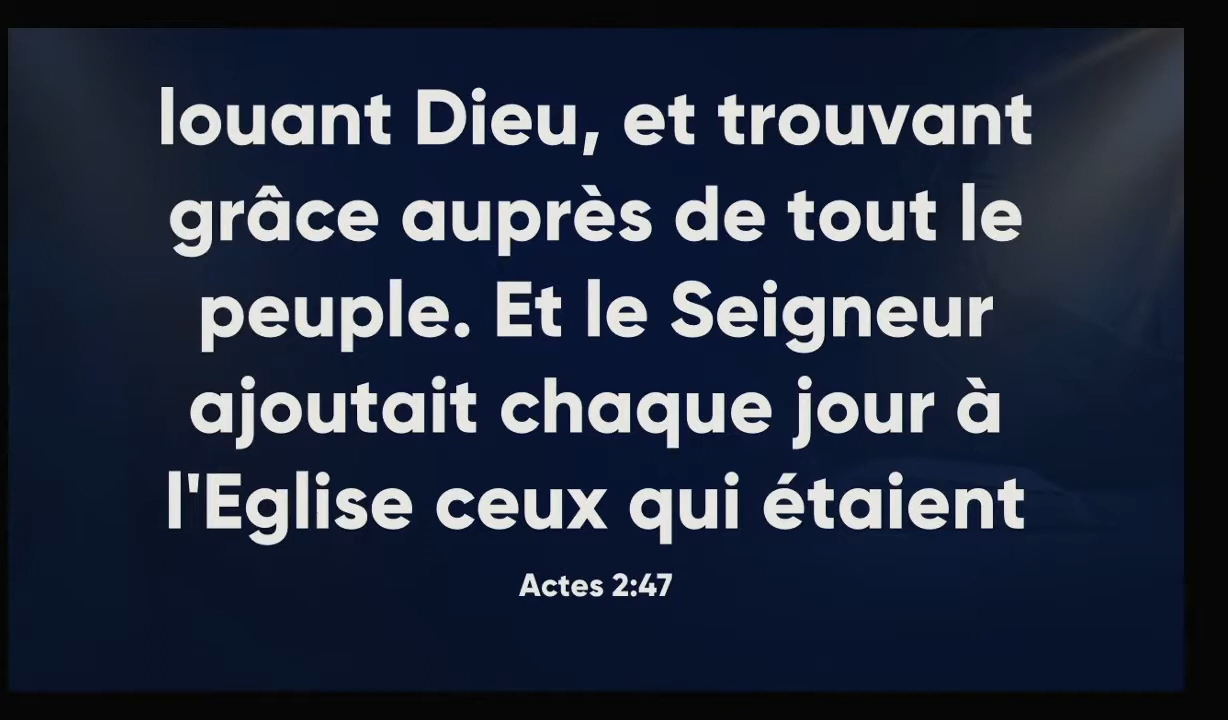 louant Dieu, et trouvant
grâce auprès de tout le
peuple. Et le Seigneur
ajoutait chaque jour à
l'Eglise ceux qui étaient
Actes 2:47